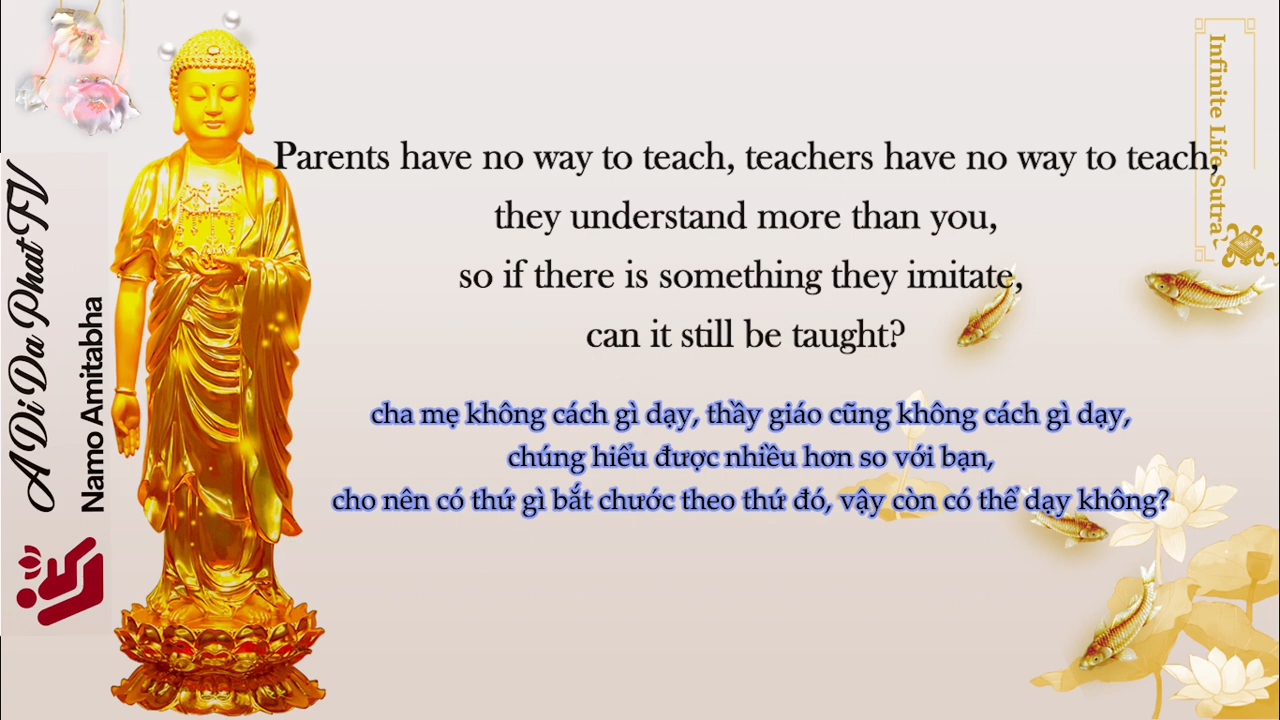 A Di Da Phat TV
Namo Amitabha
Infinite Life Sutra
Parents have no way to teach, teachers have no way to teach,
they understand more than you,
so if there is something they imitate,
can it still be taught?
cha mẹ không cách gì dạy, thầy giáo cũng không cách gì dạy,
chúng hiểu được nhiều hơn so với bạn,
cho nên có thứ gì bắt chước theo thứ đó, vậy còn có thể dạy không?